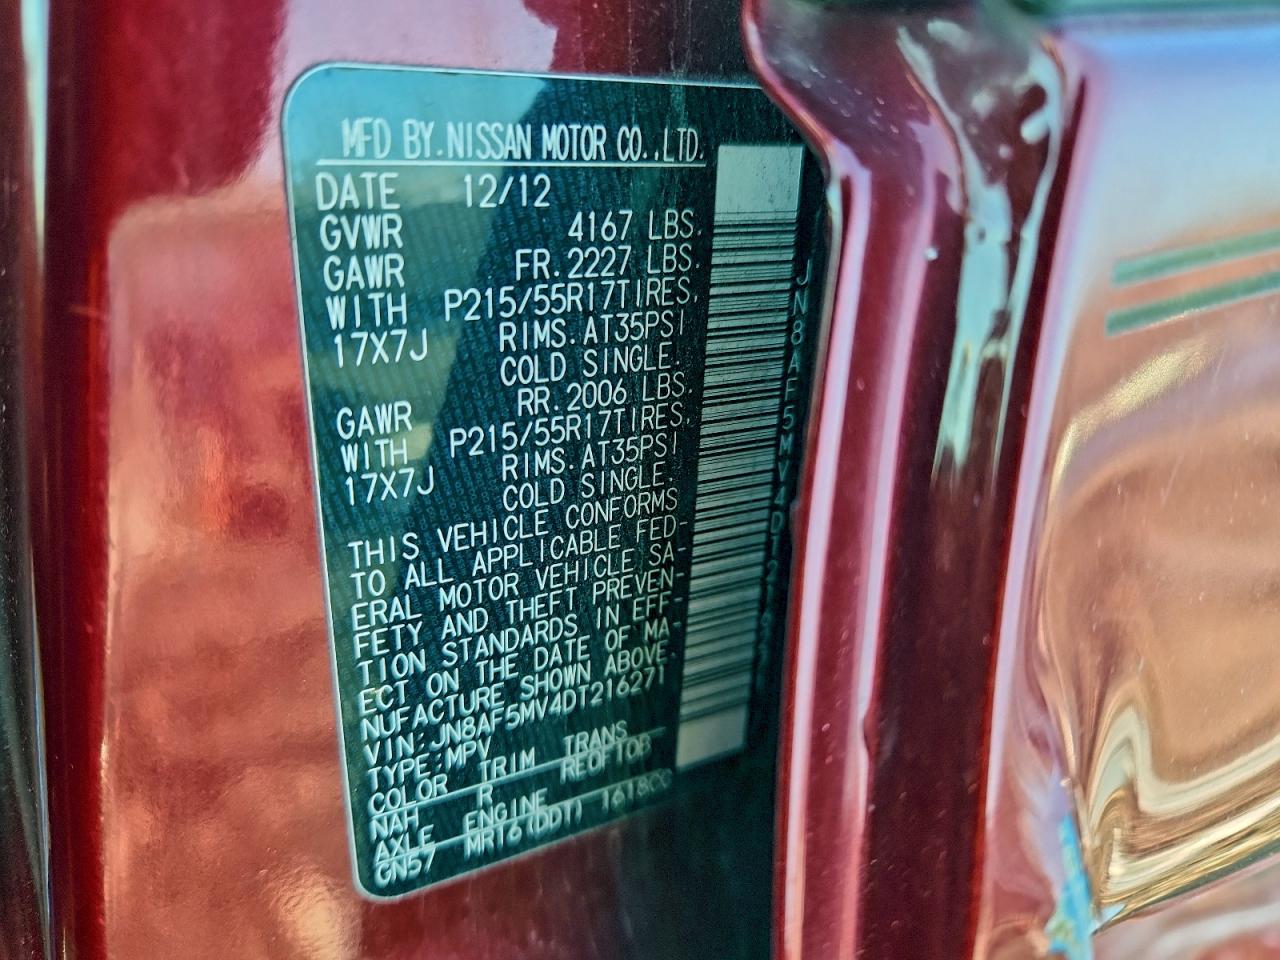 MFD BY.NISSAN MOTOR CO.,LTD.
DATE 12/12
GVWR 4167 LBS.
GAWR FR.2227 LBS.
WITH P215/55R17TIRES,
17X7J RIMS.AT35PSI
COLD SINGLE.
GAWR RR.2006 LBS.
WITH P215/55R17TIRES,
17X7J RIMS.AT35PSI
COLD SINGLE.
THIS VEHICLE CONFORMS
TO ALL APPLICABLE FED-
ERAL MOTOR VEHICLE SA-
FETY AND THEFT PREVEN-
TION STANDARDS IN EFF-
ECT ON THE DATE OF MA-
NUFACTURE SHOWN ABOVE.
VIN:JN8AF5MV4DT216271
TYPE:MPV
COLOR TRIM TRANS
NAH R RE0FT0B
AXLE ENGINE
GN57 MR16(DDT) 1618CC